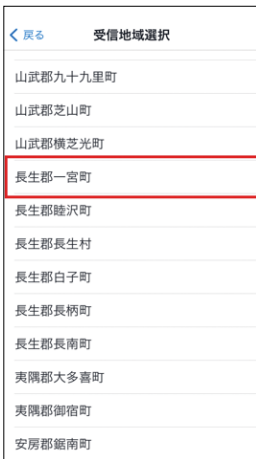 戻る 受信地域選択
山武郡九十九里町
山武郡芝山町
山武郡横芝光町
長生郡一宮町
長生郡睦沢町
長生郡長生村
長生郡白子町
長生郡長柄町
長生郡長南町
夷隅郡大多喜町
夷隅郡御宿町
安房郡鋸南町